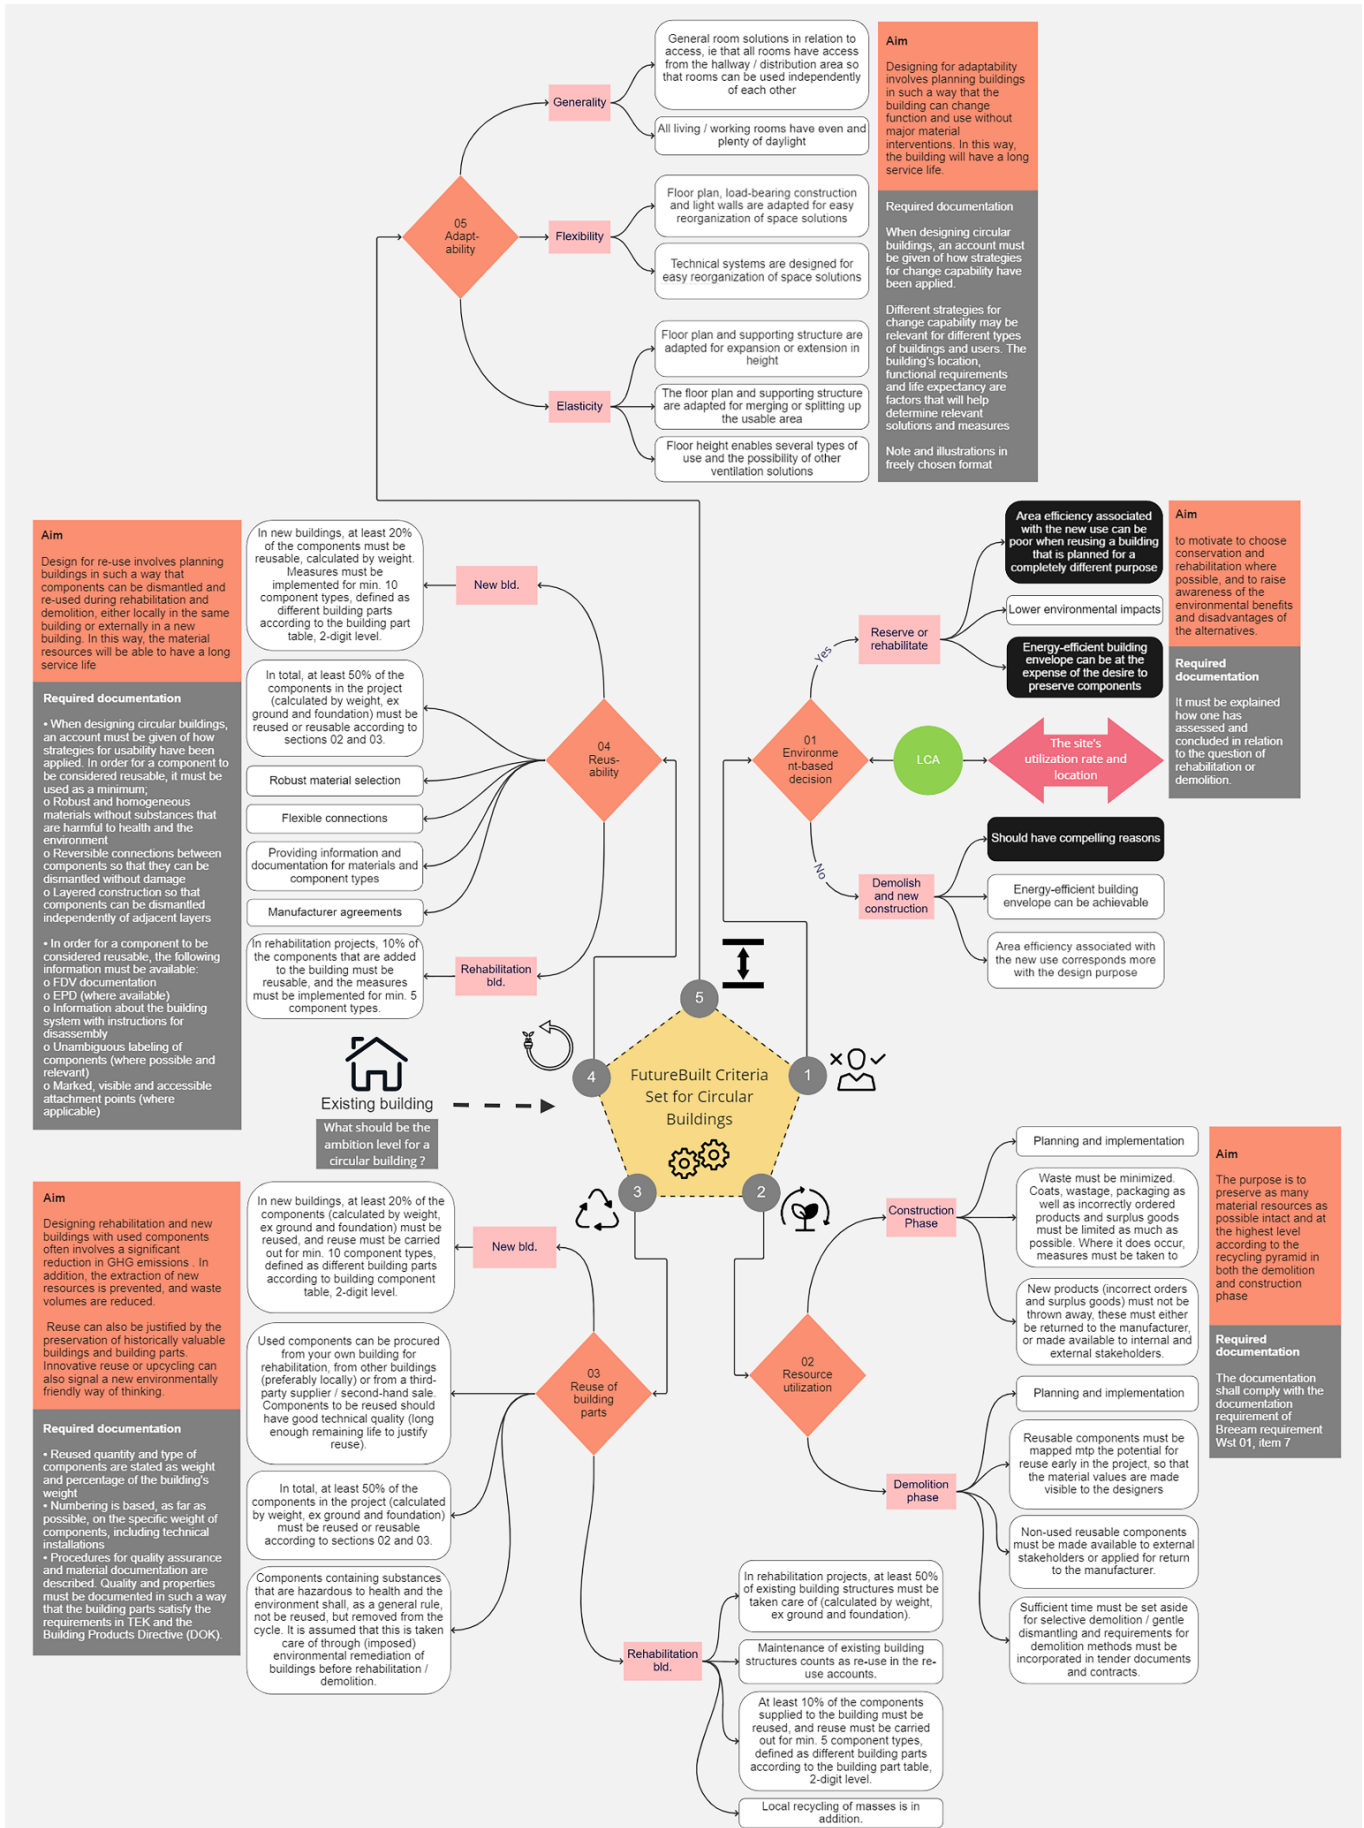 General room solutions in relation to
access, ie that all rooms have access
from the hallway / distribution area so
that rooms can be used independently
of each other
Generality
All living / working rooms have even and
plenty of daylight
Floor plan, load-bearing construction
and light walls are adapted for easy
reorganization of space solutions
05
Adapt-
ability
Flexibility
Technical systems are designed for
easy reorganization of space solutions
Floor plan and supporting structure are
adapted for expansion or extension in
height
Elasticity
The floor plan and supporting structure
are adapted for merging or splitting up
the usable area
Floor height enables several types of
use and the possibility of other
ventilation solutions
Aim
Designing for adaptability
involves planning buildings
in such a way that the
building can change
function and use without
major material
interventions. In this way,
the building will have a long
service life.
Required documentation
When designing circular
buildings, an account must
be given of how strategies
for change capability have
been applied.
Different strategies for
change capability may be
relevant for different types
of buildings and users. The
building's location,
functional requirements
and life expectancy are
factors that will help
determine relevant
solutions and measures
Note and illustrations in
freely chosen format
Aim
Design for re-use involves planning
buildings in such a way that
components can be dismantled and
re-used during rehabilitation and
demolition, either locally in the same
building or externally in a new
building. In this way, the material
resources will be able to have a long
service life
Required documentation
• When designing circular buildings,
an account must be given of how
strategies for usability have been
applied. In order for a component to
be considered reusable, it must be
used as a minimum;
o Robust and homogeneous
materials without substances that
are harmful to health and the
environment
o Reversible connections between
components so that they can be
dismantled without damage
o Layered construction so that
components can be dismantled
independently of adjacent layers
• In order for a component to be
considered reusable, the following
information must be available:
o FDV documentation
o EPD (where available)
o Information about the building
system with instructions for
disassembly
o Unambiguous labeling of
components (where possible and
relevant)
o Marked, visible and accessible
attachment points (where
applicable)
In new buildings, at least 20%
of the components must be
reusable, calculated by weight.
Measures must be
implemented for min. 10
component types, defined as
different building parts
according to the building part
table, 2-digit level.
New bld.
In total, at least 50% of the
components in the project
(calculated by weight, ex
ground and foundation) must be
reused or reusable according to
sections 02 and 03.
04
Reus-
ability
Robust material selection
Flexible connections
Providing information and
documentation for materials and
component types
Manufacturer agreements
In rehabilitation projects, 10% of
the components that are added
to the building must be
reusable, and the measures
must be implemented for min. 5
component types.
Rehabilitation
bld.
Area efficiency associated
with the new use can be
poor when reusing a building
that is planned for a
completely different purpose
Reserve or
rehabilitate
Lower environmental impacts
Yes
Energy-efficient building
envelope can be at the
expense of the desire to
preserve components
01
Environme
nt-based
decision
LCA
The site's
utilization rate and
location
No
Should have compelling reasons
Demolish
and new
construction
Energy-efficient building
envelope can be achievable
Area efficiency associated with
the new use corresponds more
with the design purpose
Aim
to motivate to choose
conservation and
rehabilitation where
possible, and to raise
awareness of the
environmental benefits
and disadvantages of
the alternatives.
Required
documentation
It must be explained
how one has
assessed and
concluded in relation
to the question of
rehabilitation or
demolition.
5
4
1
FutureBuilt Criteria
Set for Circular
Buildings
3
2
Existing building
What should be the
ambition level for a
circular building ?
Aim
Designing rehabilitation and new
buildings with used components
often involves a significant
reduction in GHG emissions . In
addition, the extraction of new
resources is prevented, and waste
volumes are reduced.
Reuse can also be justified by the
preservation of historically valuable
buildings and building parts.
Innovative reuse or upcycling can
also signal a new environmentally
friendly way of thinking.
Required documentation
• Reused quantity and type of
components are stated as weight
and percentage of the building's
weight
• Numbering is based, as far as
possible, on the specific weight of
components, including technical
installations
• Procedures for quality assurance
and material documentation are
described. Quality and properties
must be documented in such a way
that the building parts satisfy the
requirements in TEK and the
Building Products Directive (DOK).
In new buildings, at least 20% of the
components (calculated by weight,
ex ground and foundation) must be
reused, and reuse must be carried
out for min. 10 component types,
defined as different building parts
according to building component
table, 2-digit level.
New bld.
Used components can be procured
from your own building for
rehabilitation, from other buildings
(preferably locally) or from a third-
party supplier / second-hand sale.
Components to be reused should
have good technical quality (long
enough remaining life to justify
reuse).
03
Reuse of
building
parts
In total, at least 50% of the
components in the project (calculated
by weight, ex ground and foundation)
must be reused or reusable
according to sections 02 and 03.
Components containing substances
that are hazardous to health and the
environment shall, as a general rule,
not be reused, but removed from the
cycle. It is assumed that this is taken
care of through (imposed)
environmental remediation of
buildings before rehabilitation /
demolition.
Rehabilitation
bld.
In rehabilitation projects, at least 50%
of existing building structures must be
taken care of (calculated by weight,
ex ground and foundation).
Maintenance of existing building
structures counts as re-use in the re-
use accounts.
At least 10% of the components
supplied to the building must be
reused, and reuse must be carried
out for min. 5 component types,
defined as different building parts
according to the building part table,
2-digit level.
Local recycling of masses is in
addition.
02
Resource
utilization
Construction
Phase
Planning and implementation
Waste must be minimized.
Coats, wastage, packaging as
well as incorrectly ordered
products and surplus goods
must be limited as much as
possible. Where it does occur,
measures must be taken to
New products (incorrect orders
and surplus goods) must not be
thrown away, these must either
be returned to the manufacturer,
or made available to internal and
external stakeholders.
Demolition
phase
Planning and implementation
Reusable components must be
mapped mtp the potential for
reuse early in the project, so that
the material values are made
visible to the designers
Non-used reusable components
must be made available to external
stakeholders or applied for return
to the manufacturer.
Sufficient time must be set aside
for selective demolition / gentle
dismantling and requirements for
demolition methods must be
incorporated in tender documents
and contracts.
Aim
The purpose is to
preserve as many
material resources as
possible intact and at
the highest level
according to the
recycling pyramid in
both the demolition
and construction
phase
Required
documentation
The documentation
shall comply with the
documentation
requirement of
Breeam requirement
Wst 01, item 7